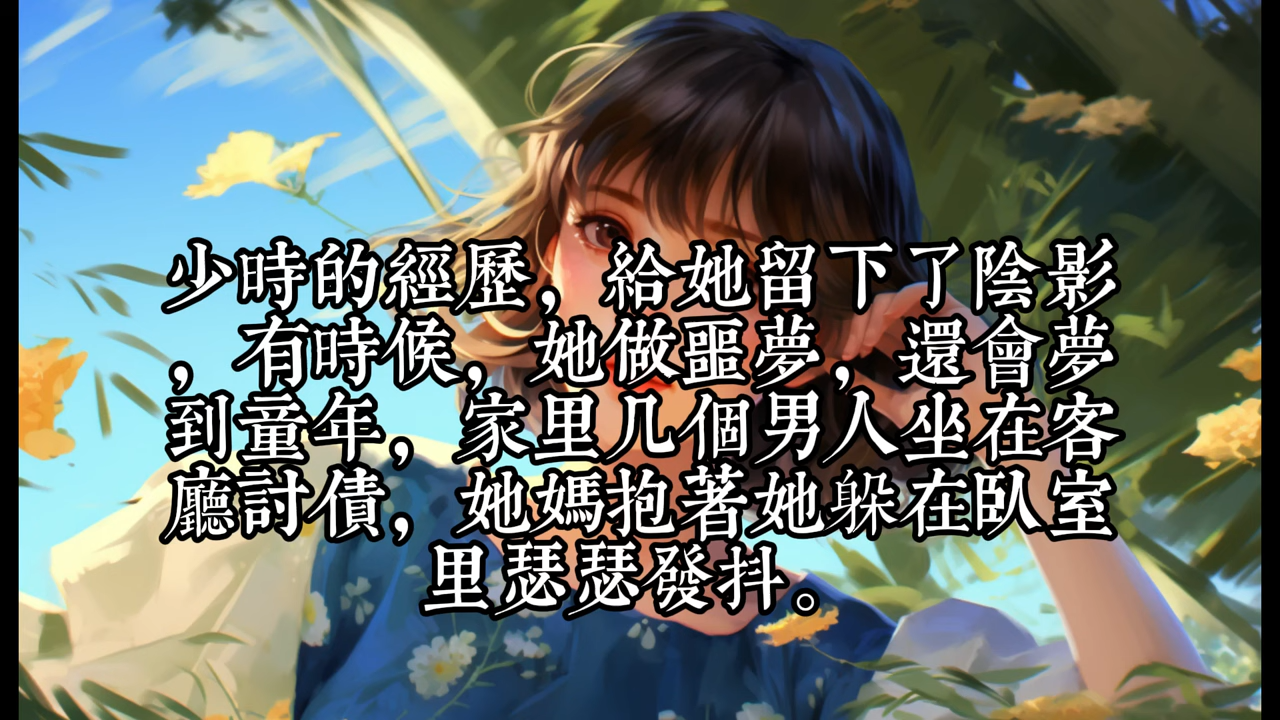 少時的經歷，給她留下了陰影
，有時候，她做噩夢，還會夢
到童年，家里几個男人坐在客
廳討債，她媽抱著她躲在臥室
里瑟瑟發抖。